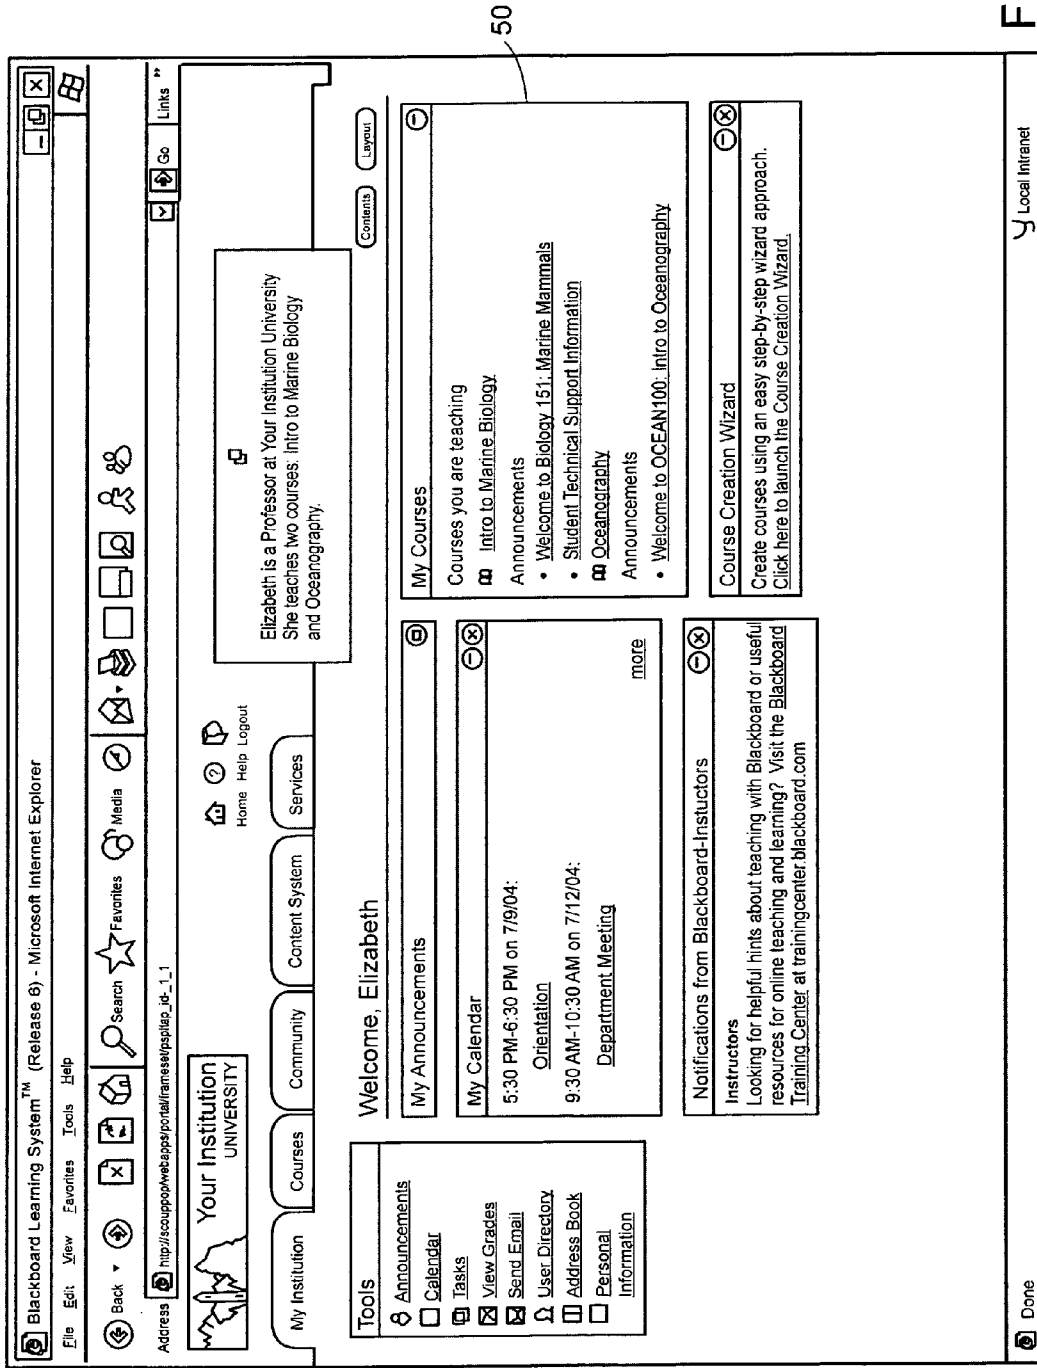 Blackboard Learning System™ (Release 6) - Microsoft Internet Explorer
File Edit View Favorites Tools Help
Back Search Favorites Media
Address http://scouppop/webapps/portal/frameset/psp|tap_id-_1_1 Go Links »
Your Institution
UNIVERSITY
Home Help Logout
Elizabeth is a Professor at Your Institution University
She teaches two courses: Intro to Marine Biology
and Oceanography.
My Institution Courses Community Content System Services
Welcome, Elizabeth
Contents Layout
Tools
Announcements
Calendar
Tasks
View Grades
Send Email
User Directory
Address Book
Personal
Information
My Announcements
My Calendar
5:30 PM-6:30 PM on 7/9/04:
Orientation
9:30 AM-10:30 AM on 7/12/04:
Department Meeting
more
Notifications from Blackboard-Instuctors
Instructors
Looking for helpful hints about teaching with Blackboard or useful
resources for online teaching and learning? Visit the Blackboard
Training Center at trainingcenter.blackboard.com
My Courses
Courses you are teaching
Intro to Marine Biology
Announcements
• Welcome to Biology 151: Marine Mammals
• Student Technical Support Information
Oceanography
Announcements
• Welcome to OCEAN100: Intro to Oceanography
50
Course Creation Wizard
Create courses using an easy step-by-step wizard approach.
Click here to launch the Course Creation Wizard.
Done Local Intranet
F